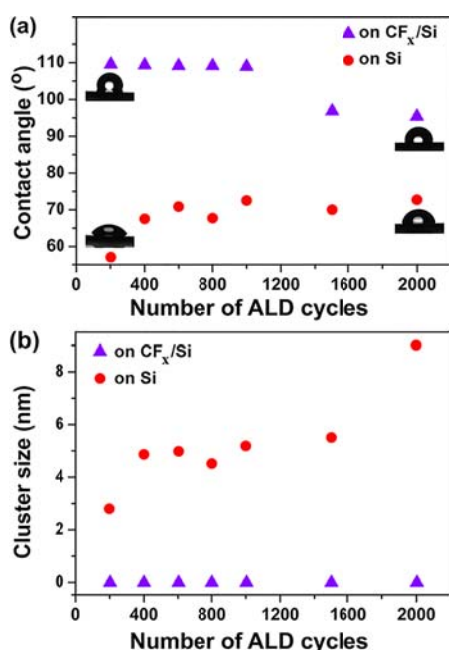 (a)
on CFx/Si
on Si
Contact angle (°)
110
100
90
80
70
60
0 400 800 1200 1600 2000
Number of ALD cycles
(b)
on CFx/Si
on Si
Cluster size (nm)
8
6
4
2
0
0 400 800 1200 1600 2000
Number of ALD cycles